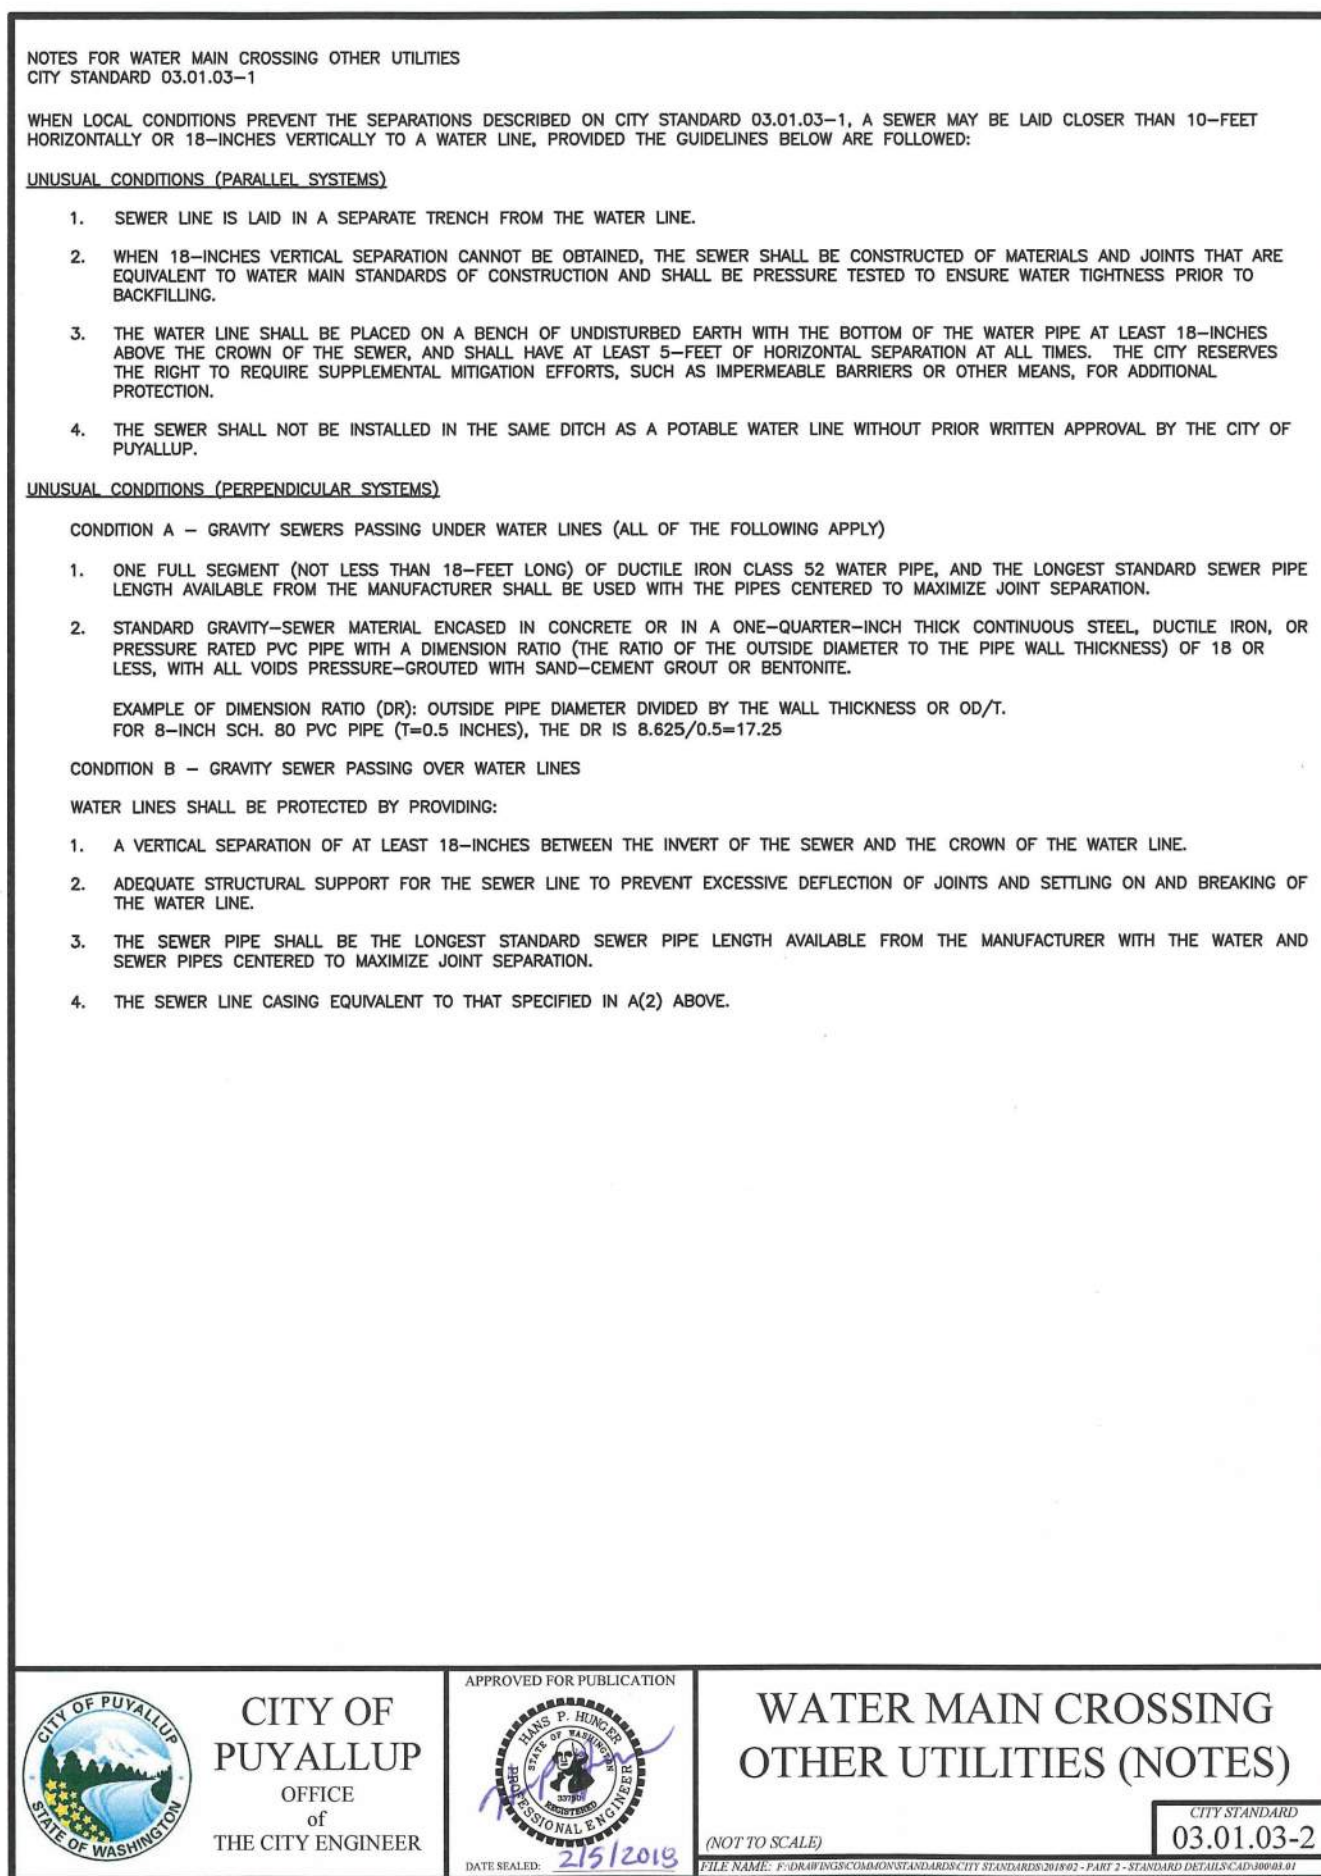 NOTES FOR WATER MAIN CROSSING OTHER UTILITIES
CITY STANDARD 03.01.03–1
WHEN LOCAL CONDITIONS PREVENT THE SEPARATIONS DESCRIBED ON CITY STANDARD 03.01.03–1, A SEWER MAY BE LAID CLOSER THAN 10–FEET
HORIZONTALLY OR 18–INCHES VERTICALLY TO A WATER LINE, PROVIDED THE GUIDELINES BELOW ARE FOLLOWED:
UNUSUAL CONDITIONS (PARALLEL SYSTEMS)
1. SEWER LINE IS LAID IN A SEPARATE TRENCH FROM THE WATER LINE.
2. WHEN 18–INCHES VERTICAL SEPARATION CANNOT BE OBTAINED, THE SEWER SHALL BE CONSTRUCTED OF MATERIALS AND JOINTS THAT ARE
EQUIVALENT TO WATER MAIN STANDARDS OF CONSTRUCTION AND SHALL BE PRESSURE TESTED TO ENSURE WATER TIGHTNESS PRIOR TO
BACKFILLING.
3. THE WATER LINE SHALL BE PLACED ON A BENCH OF UNDISTURBED EARTH WITH THE BOTTOM OF THE WATER PIPE AT LEAST 18–INCHES
ABOVE THE CROWN OF THE SEWER, AND SHALL HAVE AT LEAST 5–FEET OF HORIZONTAL SEPARATION AT ALL TIMES. THE CITY RESERVES
THE RIGHT TO REQUIRE SUPPLEMENTAL MITIGATION EFFORTS, SUCH AS IMPERMEABLE BARRIERS OR OTHER MEANS, FOR ADDITIONAL
PROTECTION.
4. THE SEWER SHALL NOT BE INSTALLED IN THE SAME DITCH AS A POTABLE WATER LINE WITHOUT PRIOR WRITTEN APPROVAL BY THE CITY OF
PUYALLUP.
UNUSUAL CONDITIONS (PERPENDICULAR SYSTEMS)
CONDITION A – GRAVITY SEWERS PASSING UNDER WATER LINES (ALL OF THE FOLLOWING APPLY)
1. ONE FULL SEGMENT (NOT LESS THAN 18–FEET LONG) OF DUCTILE IRON CLASS 52 WATER PIPE, AND THE LONGEST STANDARD SEWER PIPE
LENGTH AVAILABLE FROM THE MANUFACTURER SHALL BE USED WITH THE PIPES CENTERED TO MAXIMIZE JOINT SEPARATION.
2. STANDARD GRAVITY–SEWER MATERIAL ENCASED IN CONCRETE OR IN A ONE–QUARTER–INCH THICK CONTINUOUS STEEL, DUCTILE IRON, OR
PRESSURE RATED PVC PIPE WITH A DIMENSION RATIO (THE RATIO OF THE OUTSIDE DIAMETER TO THE PIPE WALL THICKNESS) OF 18 OR
LESS, WITH ALL VOIDS PRESSURE–GROUTED WITH SAND–CEMENT GROUT OR BENTONITE.
EXAMPLE OF DIMENSION RATIO (DR): OUTSIDE PIPE DIAMETER DIVIDED BY THE WALL THICKNESS OR OD/T.
FOR 8–INCH SCH. 80 PVC PIPE (T=0.5 INCHES), THE DR IS 8.625/0.5=17.25
CONDITION B – GRAVITY SEWER PASSING OVER WATER LINES
WATER LINES SHALL BE PROTECTED BY PROVIDING:
1. A VERTICAL SEPARATION OF AT LEAST 18–INCHES BETWEEN THE INVERT OF THE SEWER AND THE CROWN OF THE WATER LINE.
2. ADEQUATE STRUCTURAL SUPPORT FOR THE SEWER LINE TO PREVENT EXCESSIVE DEFLECTION OF JOINTS AND SETTLING ON AND BREAKING OF
THE WATER LINE.
3. THE SEWER PIPE SHALL BE THE LONGEST STANDARD SEWER PIPE LENGTH AVAILABLE FROM THE MANUFACTURER WITH THE WATER AND
SEWER PIPES CENTERED TO MAXIMIZE JOINT SEPARATION.
4. THE SEWER LINE CASING EQUIVALENT TO THAT SPECIFIED IN A(2) ABOVE.
CITY OF PUYALLUP
STATE OF WASHINGTON
CITY OF
PUYALLUP
OFFICE
of
THE CITY ENGINEER
APPROVED FOR PUBLICATION
HANS P. HUNGER
STATE OF WASHINGTON
REGISTERED
PROFESSIONAL ENGINEER
DATE SEALED: 2/5/2018
WATER MAIN CROSSING
OTHER UTILITIES (NOTES)
(NOT TO SCALE)
CITY STANDARD
03.01.03-2
FILE NAME: F:\DRAWINGS\COMMON\STANDARDS\CITY STANDARDS\2018\02 - PART 2 - STANDARD DETAILS\CAD\300\03.01